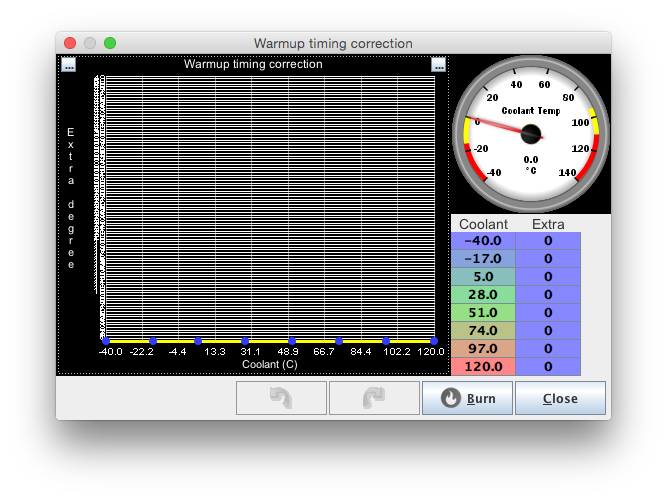 Warmup timing correction
...
Warmup timing correction
...
Extra degree
-40.0 -22.2 -4.4 13.3 31.1 48.9 66.7 84.4 102.2 120.0
Coolant (C)
-40 -20 0 20 40 60 80 100 120 140
Coolant Temp
0.0
°C
Coolant Extra
-40.0 0
-17.0 0
5.0 0
28.0 0
51.0 0
74.0 0
97.0 0
120.0 0
Burn Close